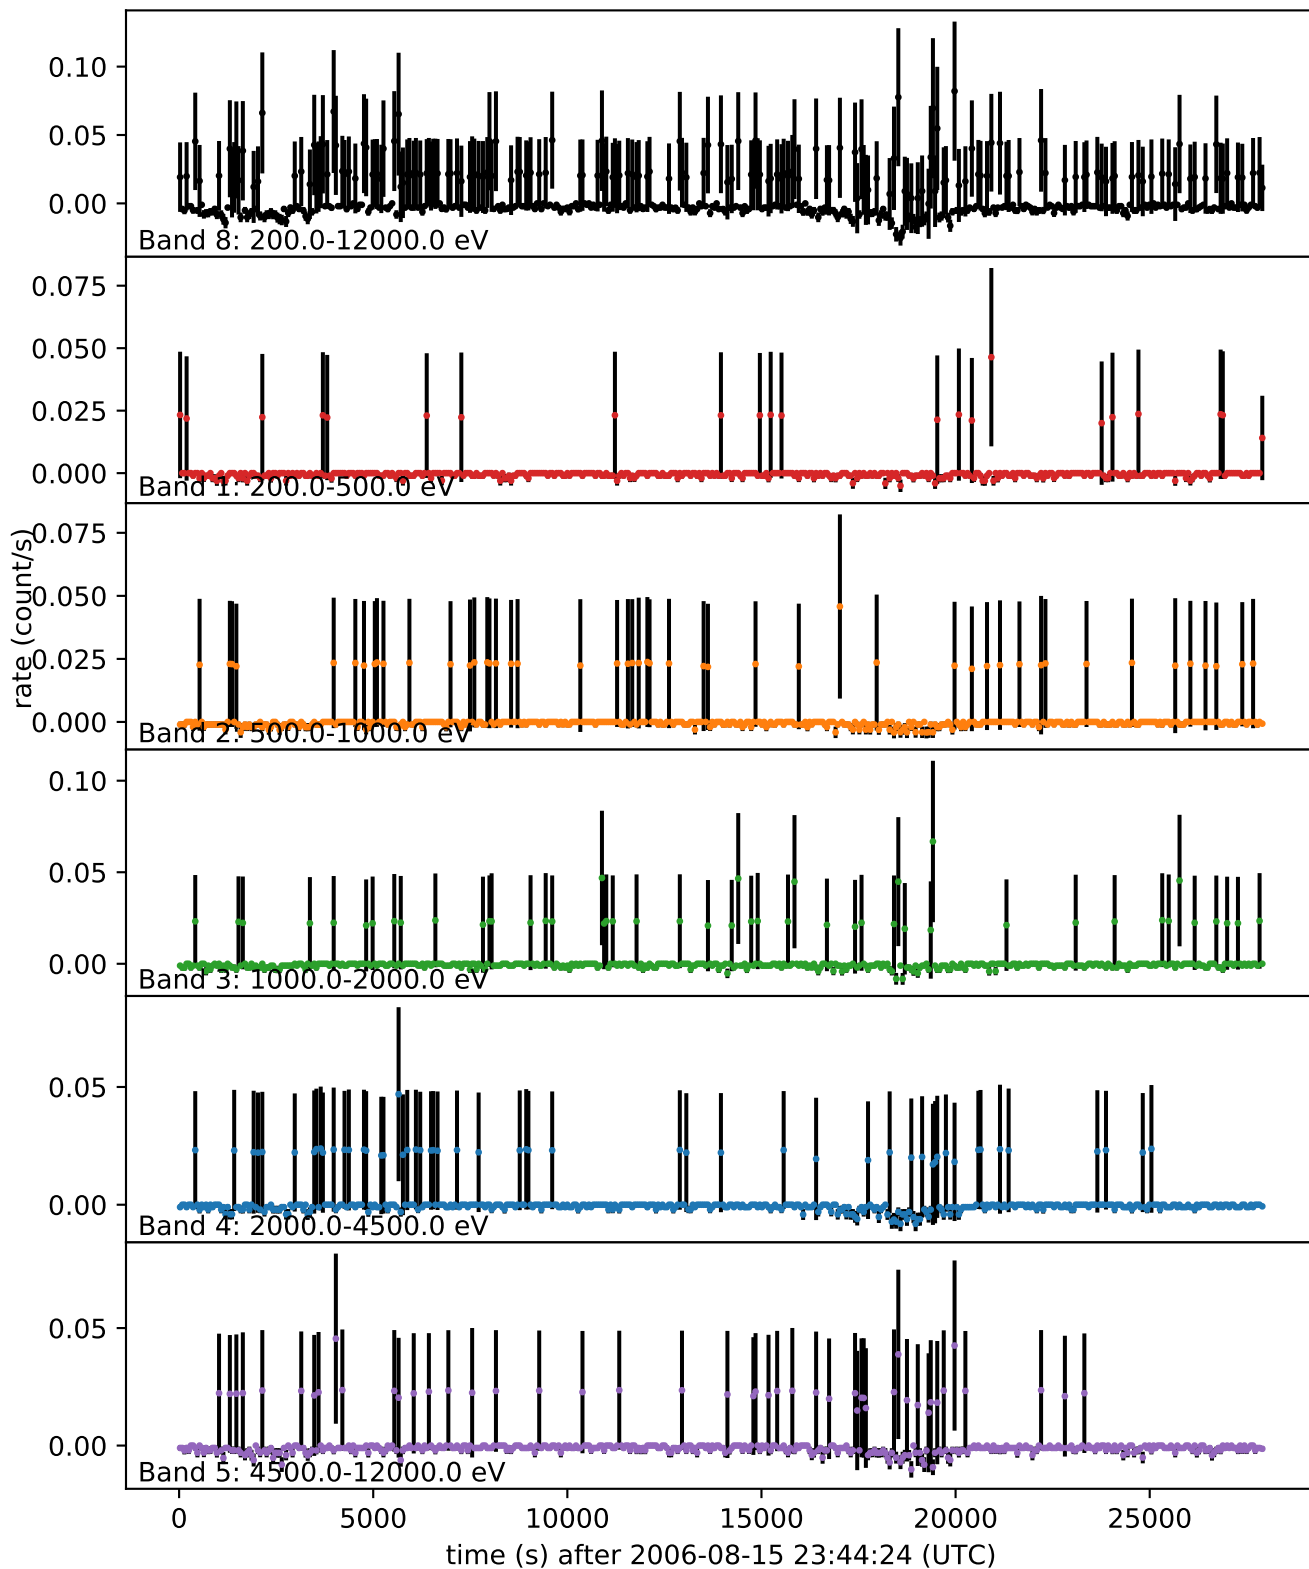 0.10
0.05
0.00
Band 8: 200.0-12000.0 eV
0.075
0.050
0.025
0.000
Band 1: 200.0-500.0 eV
rate (count/s)
0.075
0.050
0.025
0.000
Band 2: 500.0-1000.0 eV
0.10
0.05
0.00
Band 3: 1000.0-2000.0 eV
0.05
0.00
Band 4: 2000.0-4500.0 eV
0.05
0.00
Band 5: 4500.0-12000.0 eV
0 5000 10000 15000 20000 25000
time (s) after 2006-08-15 23:44:24 (UTC)